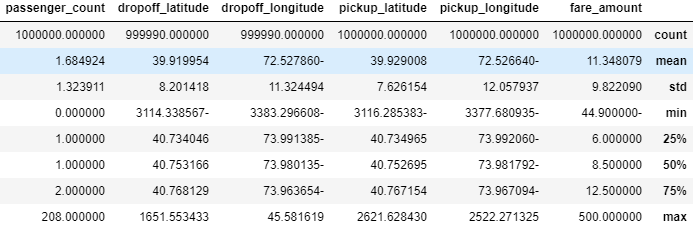 passenger_count dropoff_latitude dropoff_longitude pickup_latitude pickup_longitude fare_amount
1000000.000000 999990.000000 999990.000000 1000000.000000 1000000.000000 1000000.000000 count
1.684924 39.919954 72.527860- 39.929008 72.526640- 11.348079 mean
1.323911 8.201418 11.324494 7.626154 12.057937 9.822090 std
0.000000 3114.338567- 3383.296608- 3116.285383- 3377.680935- 44.900000- min
1.000000 40.734046 73.991385- 40.734965 73.992060- 6.000000 25%
1.000000 40.753166 73.980135- 40.752695 73.981792- 8.500000 50%
2.000000 40.768129 73.963654- 40.767154 73.967094- 12.500000 75%
208.000000 1651.553433 45.581619 2621.628430 2522.271325 500.000000 max